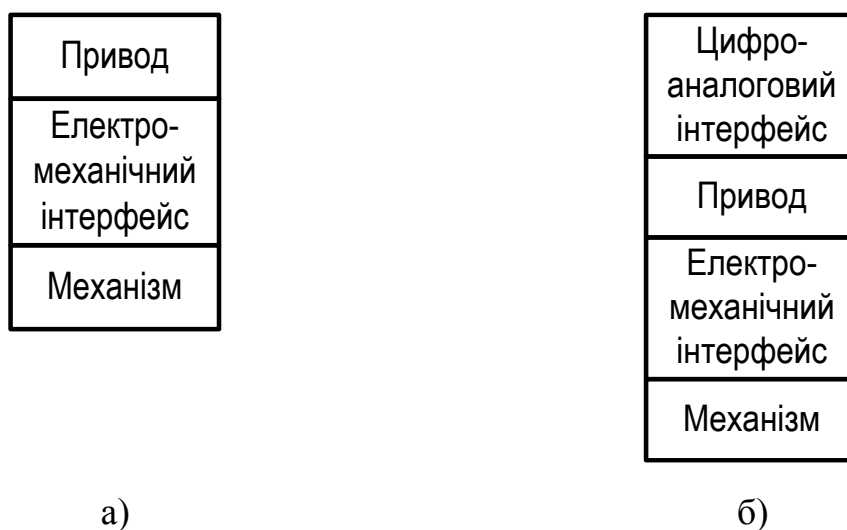 Привод
Електро-
механічний
інтерфейс
Механізм
а)
Цифро-
аналоговий
інтерфейс
Привод
Електро-
механічний
інтерфейс
Механізм
б)